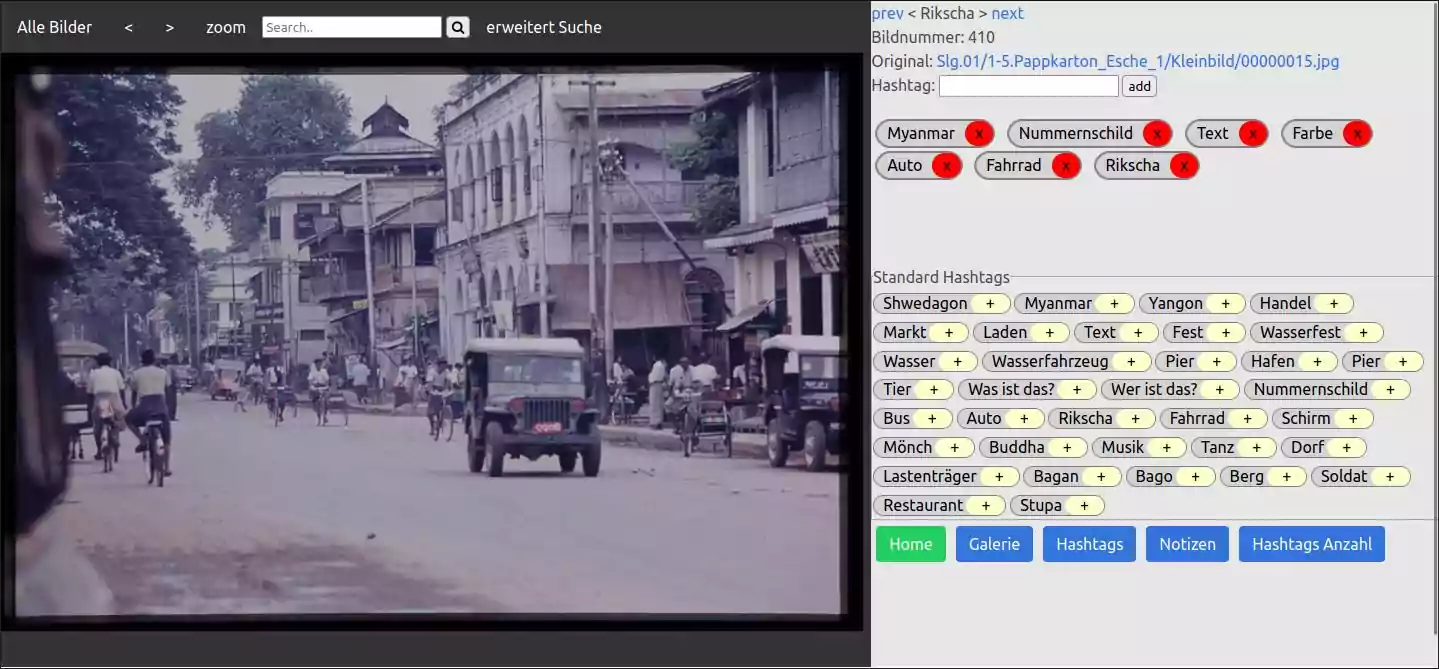 Alle Bilder < > zoom Search.. erweitert Suche
prev < Rikscha > next
Bildnummer: 410
Original: Slg.01/1-5.Pappkarton_Esche_1/Kleinbild/00000015.jpg
Hashtag: add
Myanmar x Nummernschild x Text x Farbe x
Auto x Fahrrad x Rikscha x
Standard Hashtags
Shwedagon + Myanmar + Yangon + Handel +
Markt + Laden + Text + Fest + Wasserfest +
Wasser + Wasserfahrzeug + Pier + Hafen + Pier +
Tier + Was ist das? + Wer ist das? + Nummernschild +
Bus + Auto + Rikscha + Fahrrad + Schirm +
Mönch + Buddha + Musik + Tanz + Dorf +
Lastenträger + Bagan + Bago + Berg + Soldat +
Restaurant + Stupa +
Home Galerie Hashtags Notizen Hashtags Anzahl